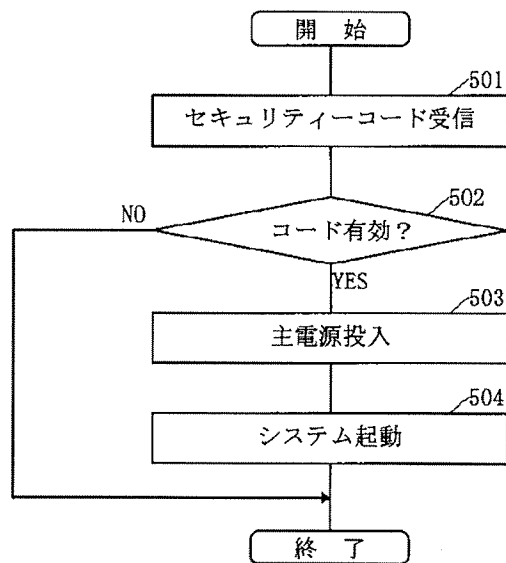 開 始
501
セキュリティーコード受信
502
NO
コード有効?
YES
503
主電源投入
504
システム起動
終 了